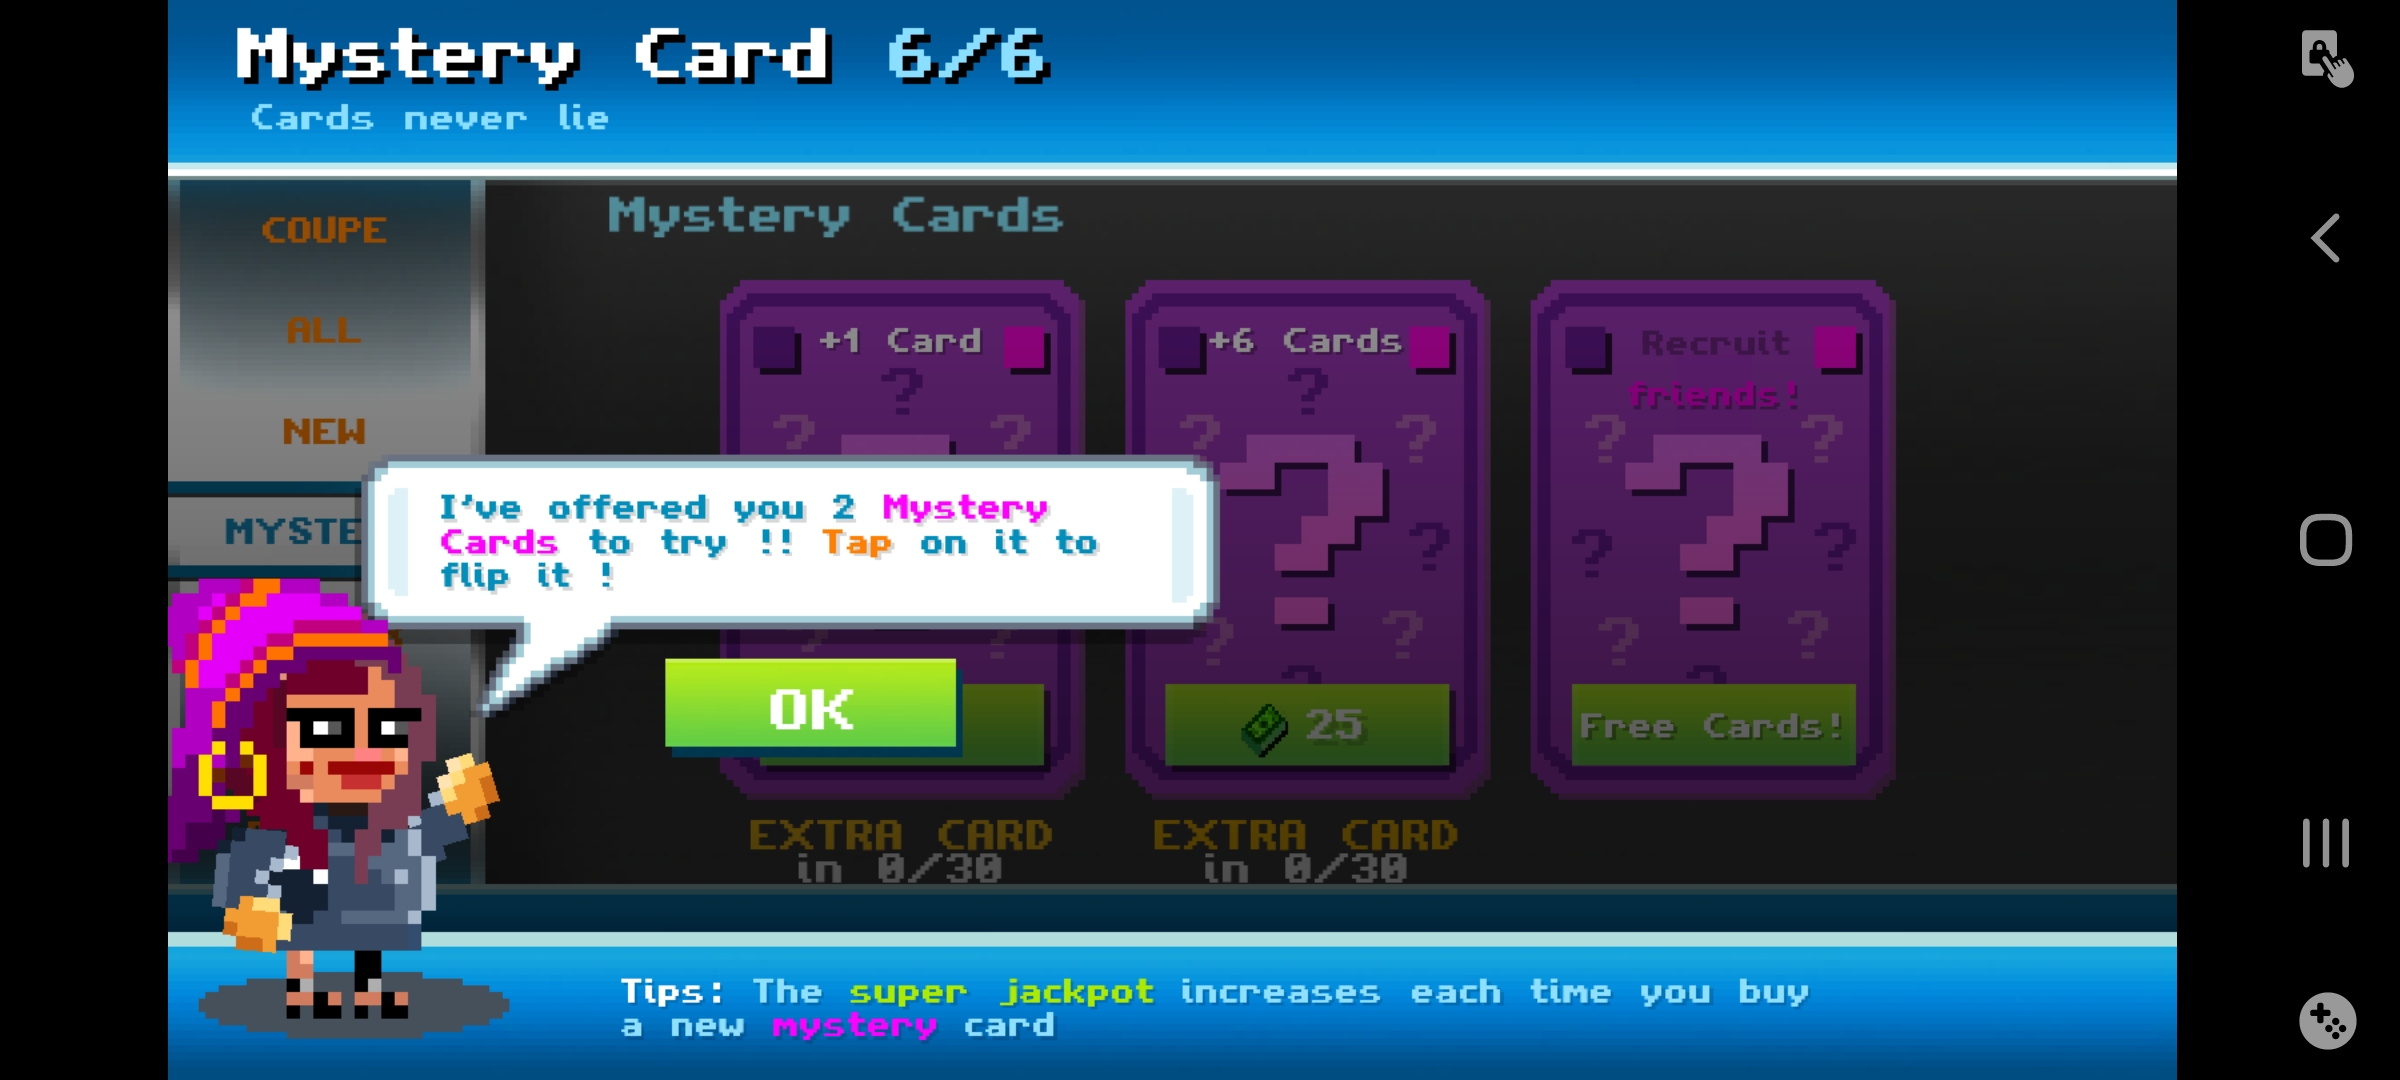 Mystery Card 6/6
Cards never lie
COUPE
ALL
NEW
MYSTE
Mystery Cards
+1 Card
+6 Cards
Recruit
friends!
I've offered you 2 Mystery
Cards to try !! Tap on it to
flip it !
OK
25
Free Cards!
EXTRA CARD
in 0/30
EXTRA CARD
in 0/30
Tips: The super jackpot increases each time you buy
a new mystery card